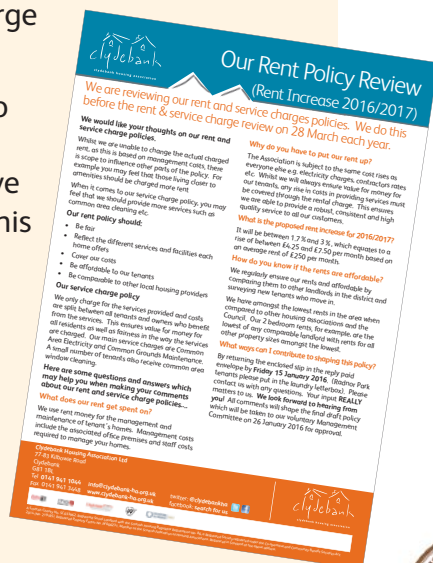 rge
o
ve
his
clydebank
clydebank housing association
Our Rent Policy Review
(Rent Increase 2016/2017)
We are reviewing our rent and service charges policies. We do this
before the rent & service charge review on 28 March each year.
We would like your thoughts on our rent and
service charge policies.
Whilst we are unable to change the actual charged
rent, as this is based on management costs, there
is scope to influence other parts of the policy. For
example you may feel that those living closer to
amenities should be charged more rent
When it comes to our service charge policy, you may
feel that we should provide more services such as
common area cleaning etc.
Our rent policy should:
• Be fair
• Reflect the different services and facilities each
home offers
• Cover our costs
• Be affordable to our tenants
• Be comparable to other local housing providers
Our service charge policy
We only charge for the services provided and costs
are split between all tenants and owners who benefit
from the services. This ensures value for money for
all residents as well as fairness in the way the services
are charged. Our main service charges are Common
Area Electricity and Common Grounds Maintenance.
A small number of tenants also receive common area
window cleaning.
Here are some questions and answers which
may help you when making your comments
about our rent and service charge policies...
What does our rent get spent on?
We use rent money for the management and
maintenance of tenant's homes. Management costs
include the associated office premises and staff costs
required to manage your homes.
Why do you have to put our rent up?
The Association is subject to the same cost rises as
everyone else e.g. electricity charges, contractors rates
etc. Whilst we will always ensure value for money for
our tenants, any rise in costs in providing services must
be covered through the rental charge. This ensures
we are able to provide a robust, consistent and high
quality service to all our customers.
What is the proposed rent increase for 2016/2017?
It will be between 1.7% and 3%, which equates to a
rise of between £4.25 and £7.50 per month based on
an average rent of £250 per month.
How do you know if the rents are affordable?
We regularly ensure our rents and affordable by
comparing them to other landlords in the district and
surveying new tenants who move in.
We have amongst the lowest rents in the area when
compared to other housing associations and the
Council. Our 2 bedroom rents, for example, are the
lowest of any comparable landlord with rents for all
other property sizes amongst the lowest.
What ways can I contribute to shaping this policy?
By returning the enclosed slip in the reply paid
envelope by Friday 15 January 2016. (Radnor Park
tenants please put in the laundry letterbox). Please
contact us with any questions. Your input REALLY
matters to us. We look forward to hearing from
you! All comments will shape the final draft policy
which will be taken to our voluntary Management
Committee on 26 January 2016 for approval.
Clydebank Housing Association Ltd
77-83 Kilbowie Road
Clydebank
G81 1BL
Tel: 0141 941 1044
Fax: 0141 941 3448
info@clydebank-ha.org.uk
www.clydebank-ha.org.uk
twitter: @clydebankha
facebook: search for us
clydebank
clydebank housing association